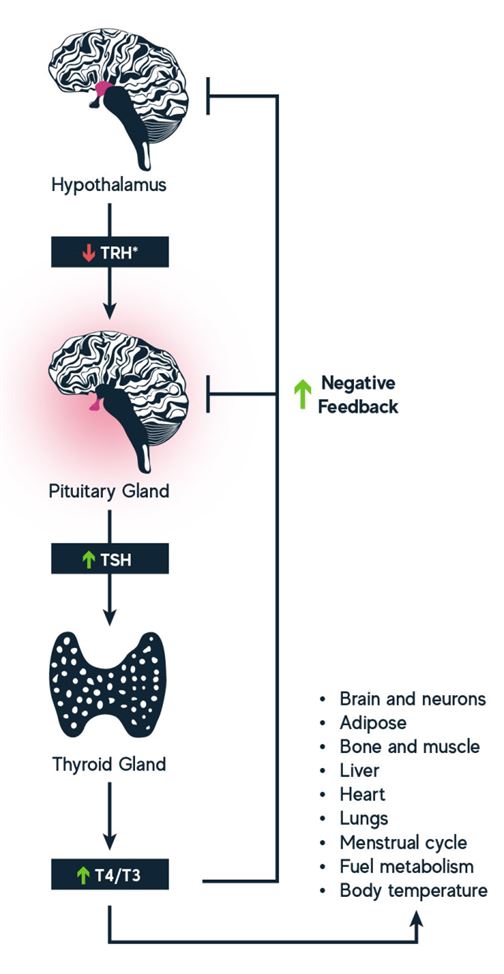 Hypothalamus
TRH*
Negative
Feedback
Pituitary Gland
TSH
Thyroid Gland
T4/T3
• Brain and neurons
• Adipose
• Bone and muscle
• Liver
• Heart
• Lungs
• Menstrual cycle
• Fuel metabolism
• Body temperature